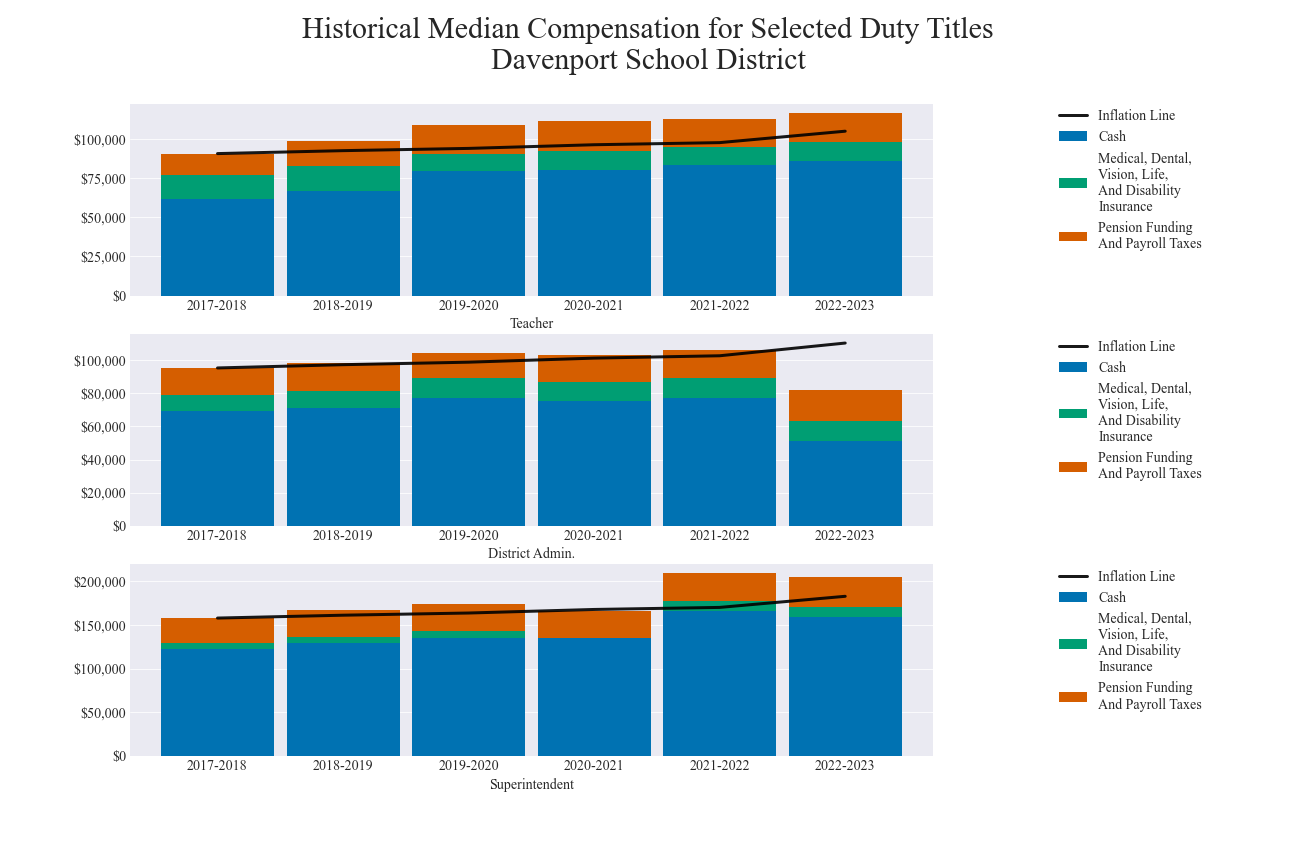 Historical Median Compensation for Selected Duty Titles
Davenport School District
$100,000
$75,000
$50,000
$25,000
$0
2017-2018 2018-2019 2019-2020 2020-2021 2021-2022 2022-2023
Teacher
Inflation Line
Cash
Medical, Dental,
Vision, Life,
And Disability
Insurance
Pension Funding
And Payroll Taxes
$100,000
$80,000
$60,000
$40,000
$20,000
$0
2017-2018 2018-2019 2019-2020 2020-2021 2021-2022 2022-2023
District Admin.
Inflation Line
Cash
Medical, Dental,
Vision, Life,
And Disability
Insurance
Pension Funding
And Payroll Taxes
$200,000
$150,000
$100,000
$50,000
$0
2017-2018 2018-2019 2019-2020 2020-2021 2021-2022 2022-2023
Superintendent
Inflation Line
Cash
Medical, Dental,
Vision, Life,
And Disability
Insurance
Pension Funding
And Payroll Taxes